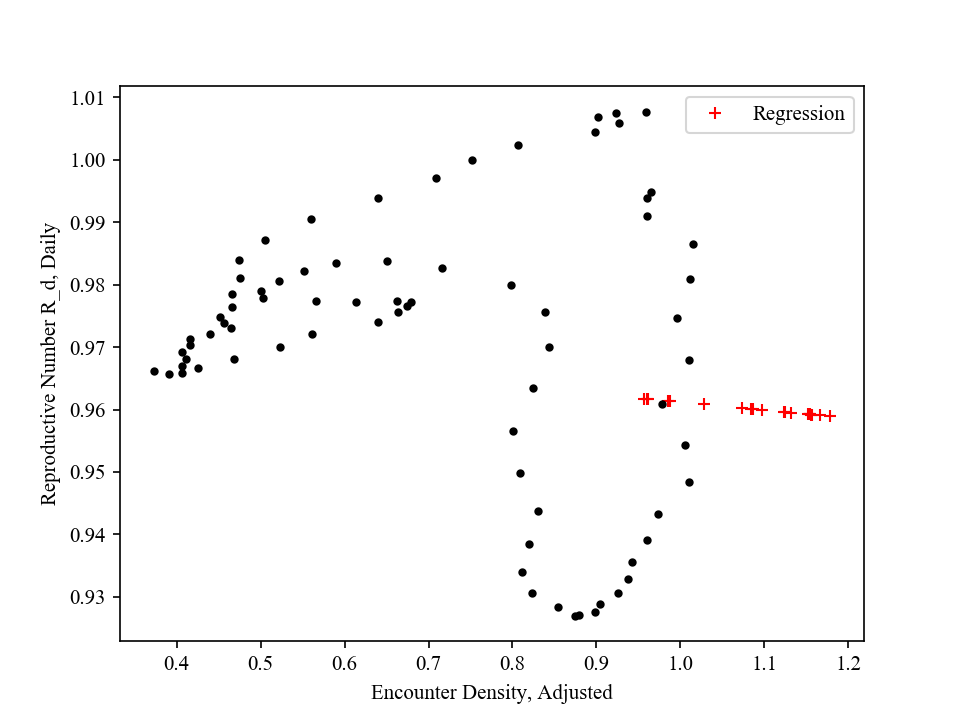 Regression
1.01
1.00
0.99
0.98
0.97
0.96
0.95
0.94
0.93
Reproductive Number R_d, Daily
0.4 0.5 0.6 0.7 0.8 0.9 1.0 1.1 1.2
Encounter Density, Adjusted